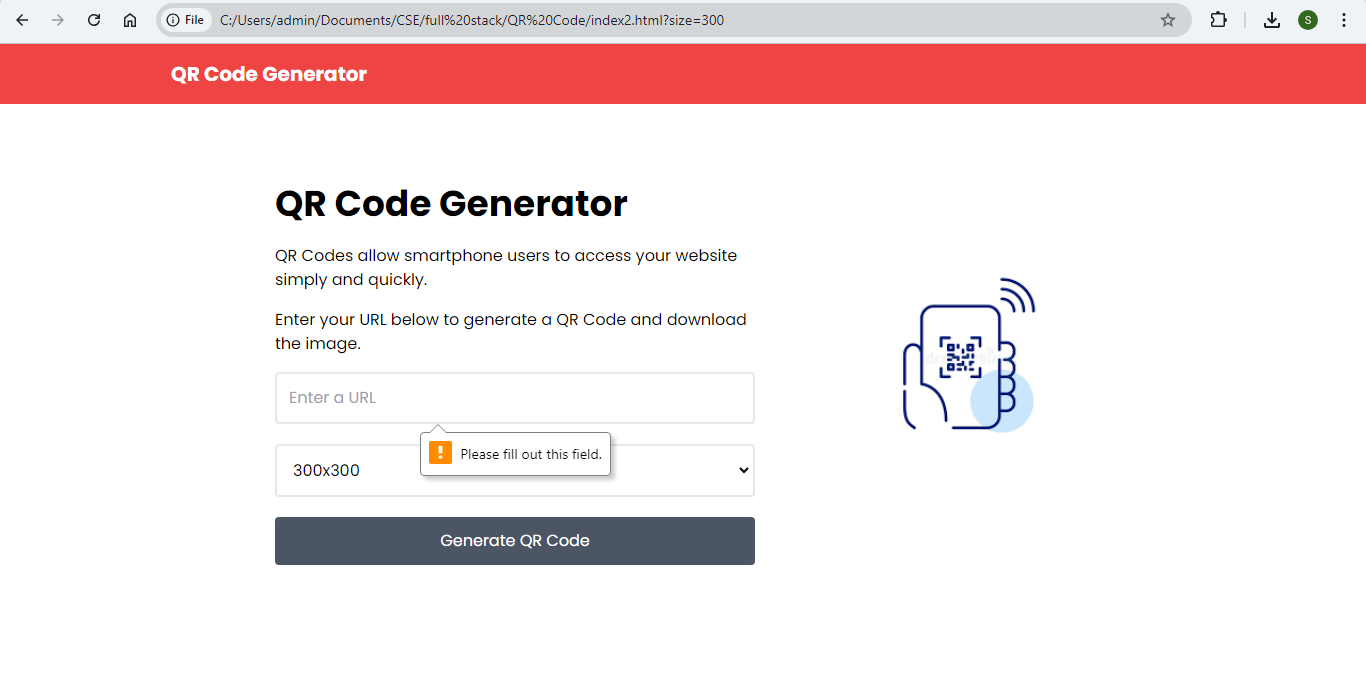 File C:/Users/admin/Documents/CSE/full%20stack/QR%20Code/index2.html?size=300
S
QR Code Generator
QR Code Generator
QR Codes allow smartphone users to access your website
simply and quickly.
Enter your URL below to generate a QR Code and download
the image.
Enter a URL
Please fill out this field.
300x300
Generate QR Code